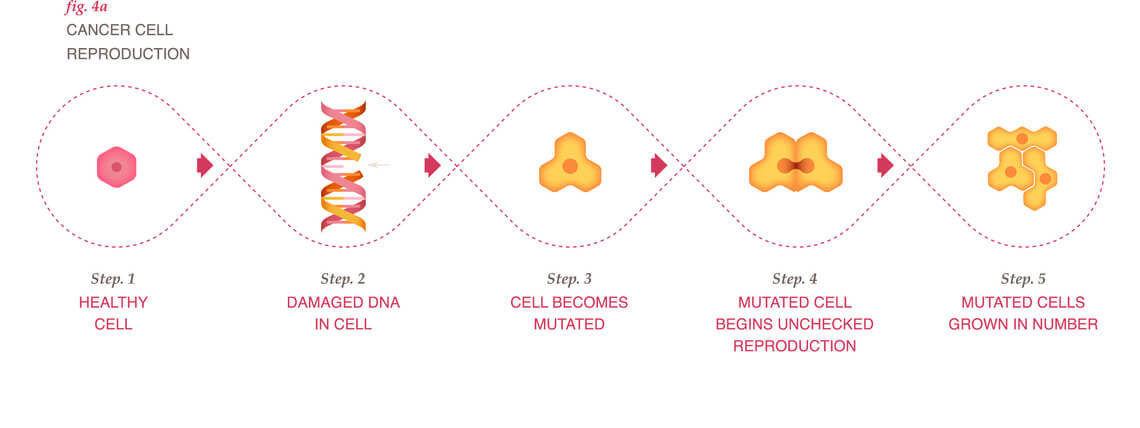 fig. 4a
CANCER CELL
REPRODUCTION
Step. 1
HEALTHY
CELL
Step. 2
DAMAGED DNA
IN CELL
Step. 3
CELL BECOMES
MUTATED
Step. 4
MUTATED CELL
BEGINS UNCHECKED
REPRODUCTION
Step. 5
MUTATED CELLS
GROWN IN NUMBER